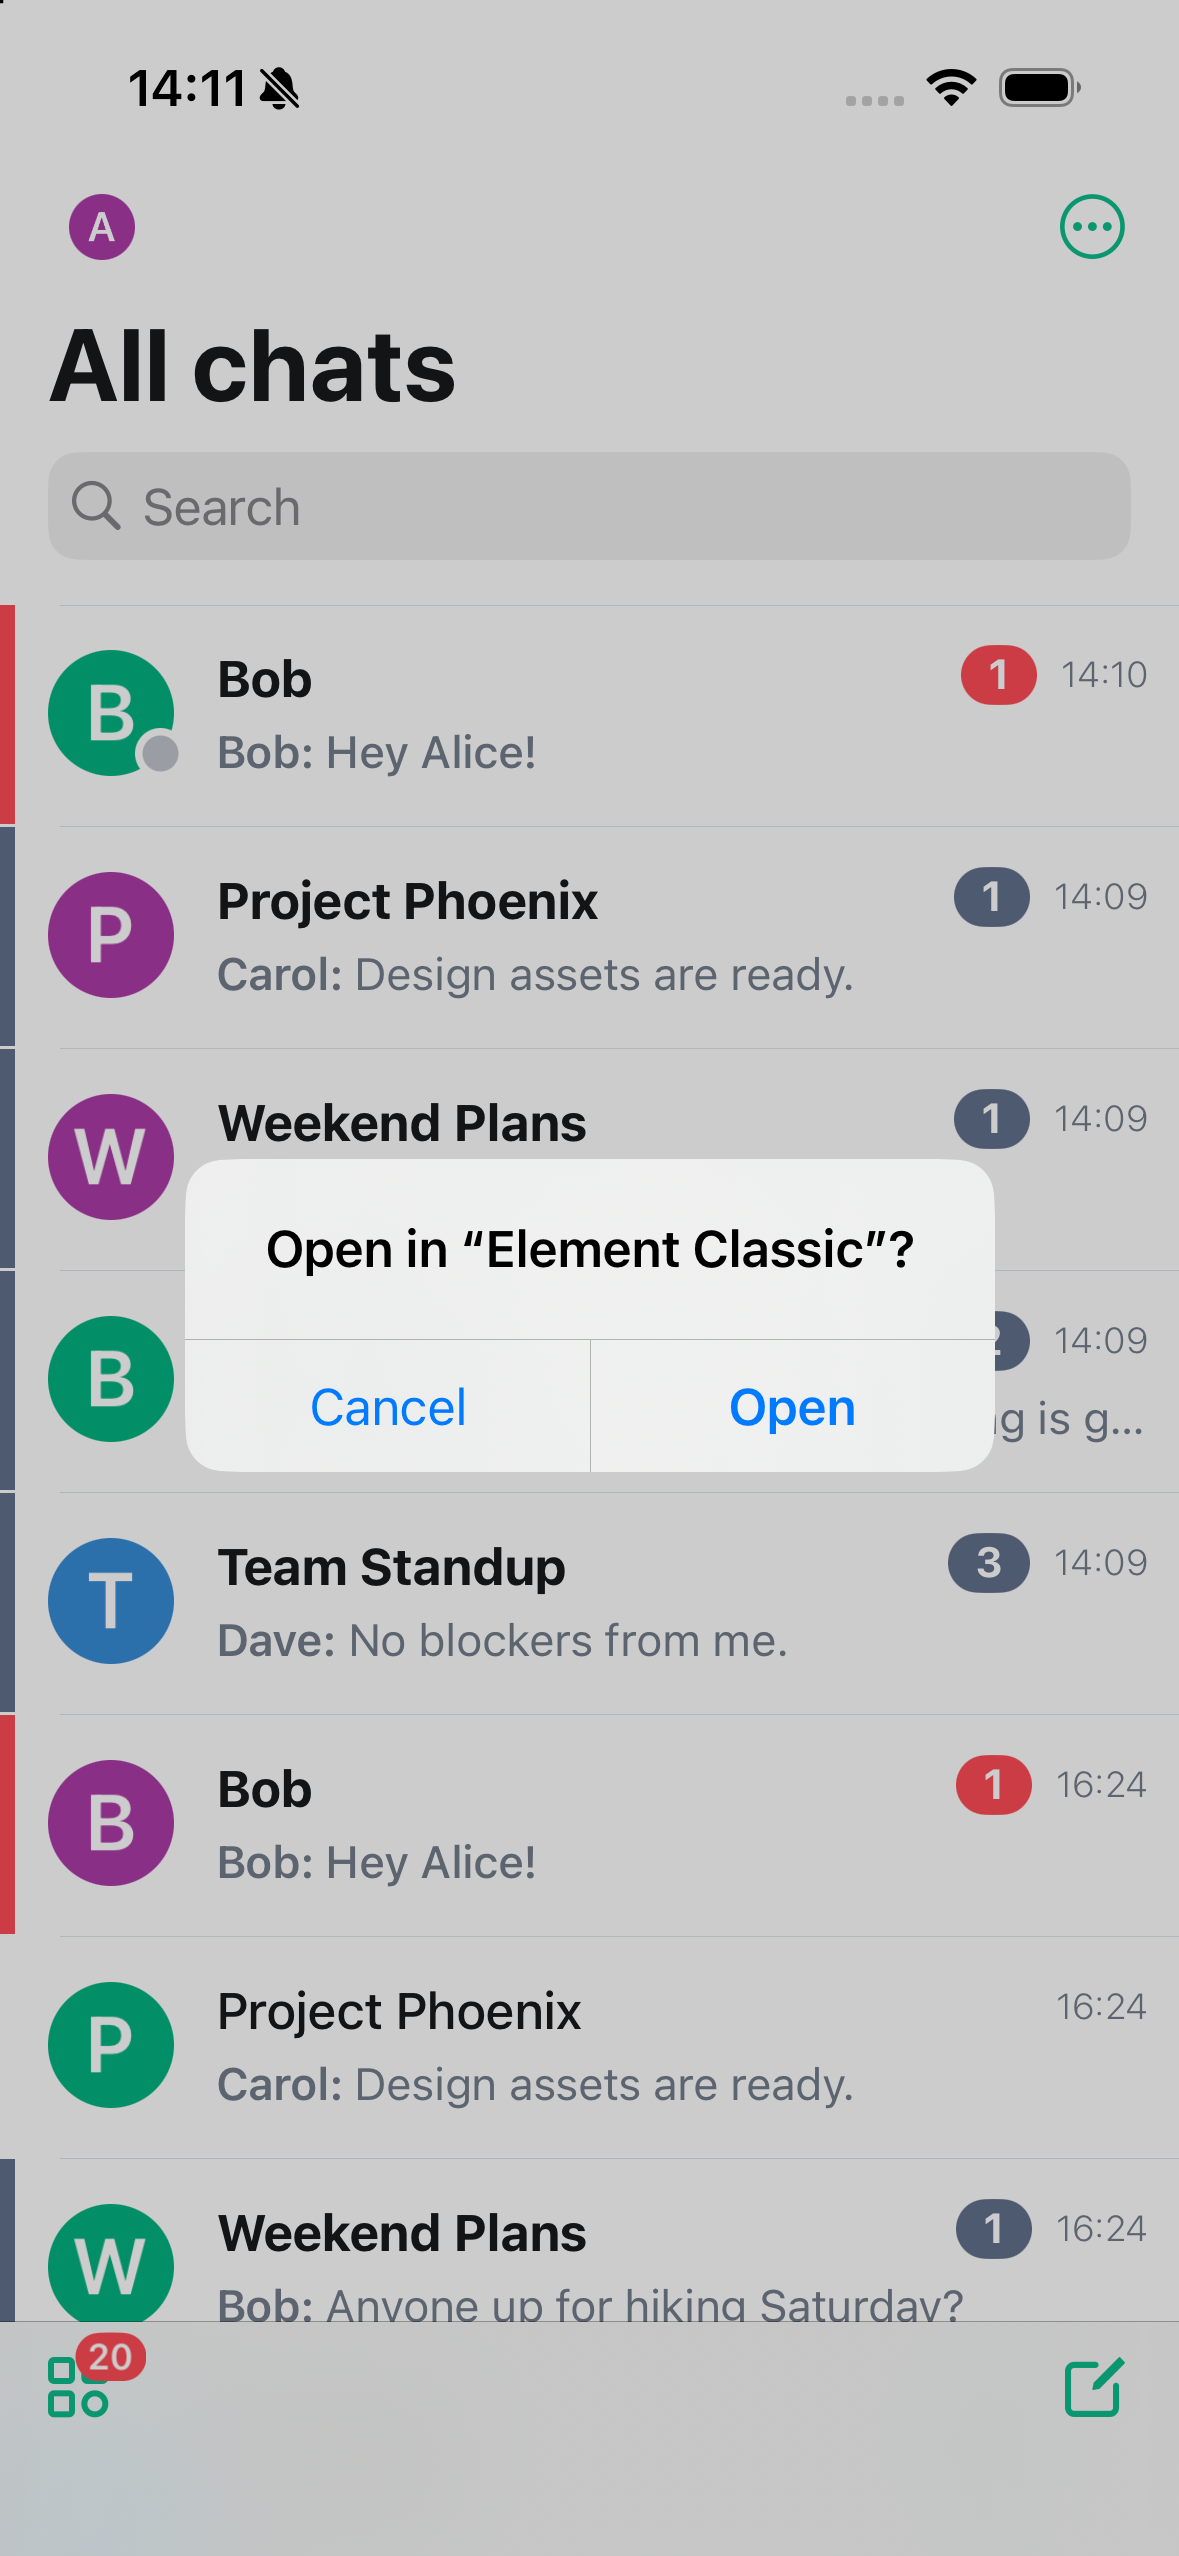 14:11
A
All chats
Search
B
Bob
1
14:10
Bob: Hey Alice!
P
Project Phoenix
1
14:09
Carol: Design assets are ready.
W
Weekend Plans
1
14:09
Open in “Element Classic”?
Cancel
Open
B
14:09
g is g...
T
Team Standup
3
14:09
Dave: No blockers from me.
B
Bob
1
16:24
Bob: Hey Alice!
P
Project Phoenix
16:24
Carol: Design assets are ready.
W
Weekend Plans
1
16:24
Bob: Anyone up for hiking Saturday?
20